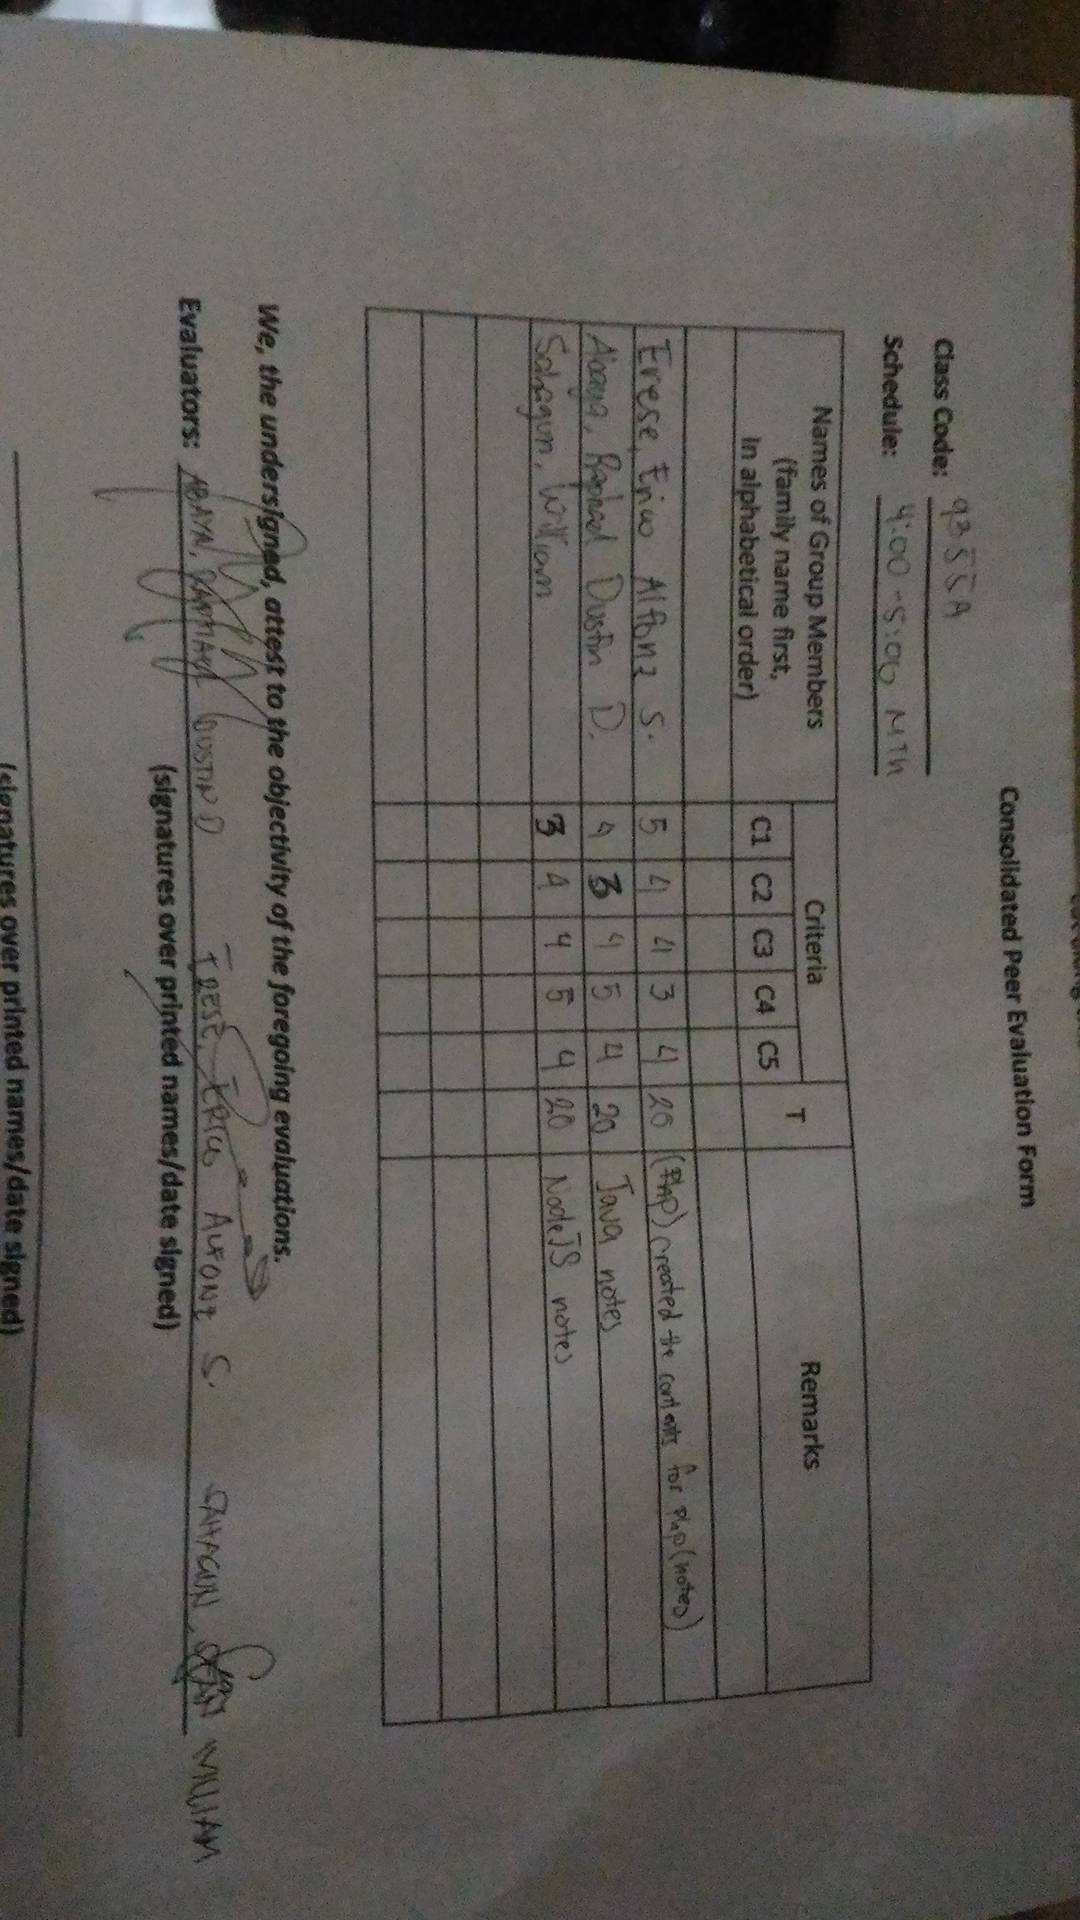 Consolidated Peer Evaluation Form
Class Code: 9355A
Schedule: 4:00-5:00 MTH
Names of Group Members
(family name first,
In alphabetical order)
Criteria
T
Remarks
C1 C2 C3 C4 C5
Erese, Erico Alfonz S. 5 4 4 3 4 20 (PHP) created the contents for PHP (notes)
Abaya, Raphael Dustin D. 4 3 4 5 4 20 Java notes
Sahagun, William 3 4 4 5 4 20 NodeJS notes
We, the undersigned, attest to the objectivity of the foregoing evaluations.
Evaluators: ABAYA, RAPHAEL DUSTIN D ERESE, ERICO ALFONZ S. SAHAGUN, SEAN WILLIAM
(signatures over printed names/date signed)
(signatures over printed names/date signed)